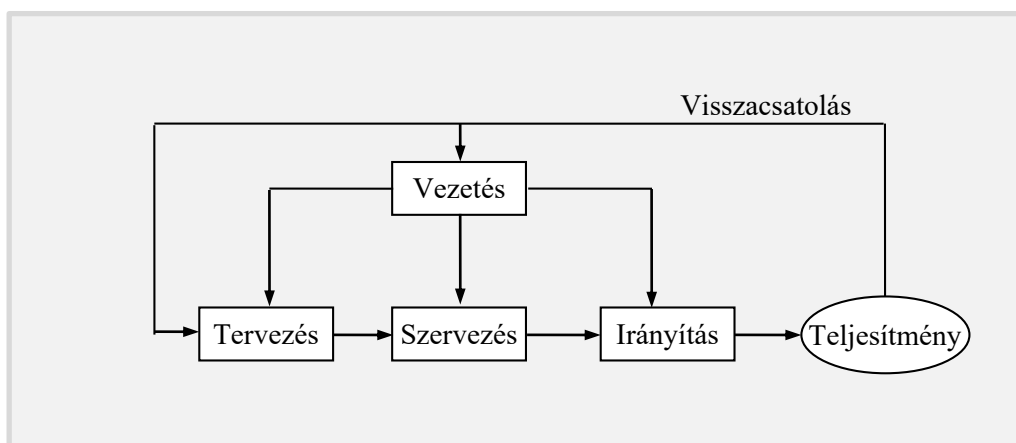 Visszacsatolás
Vezetés
Tervezés
Szervezés
Irányítás
Teljesítmény